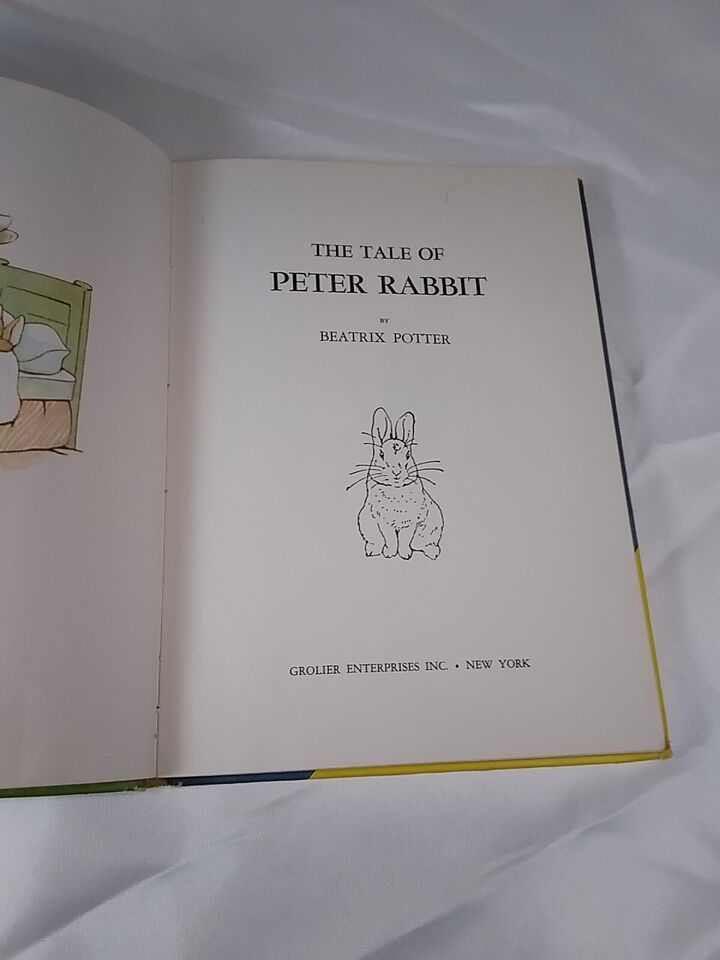 THE TALE OF
PETER RABBIT
BY
BEATRIX POTTER
GROLIER ENTERPRISES INC. • NEW YORK